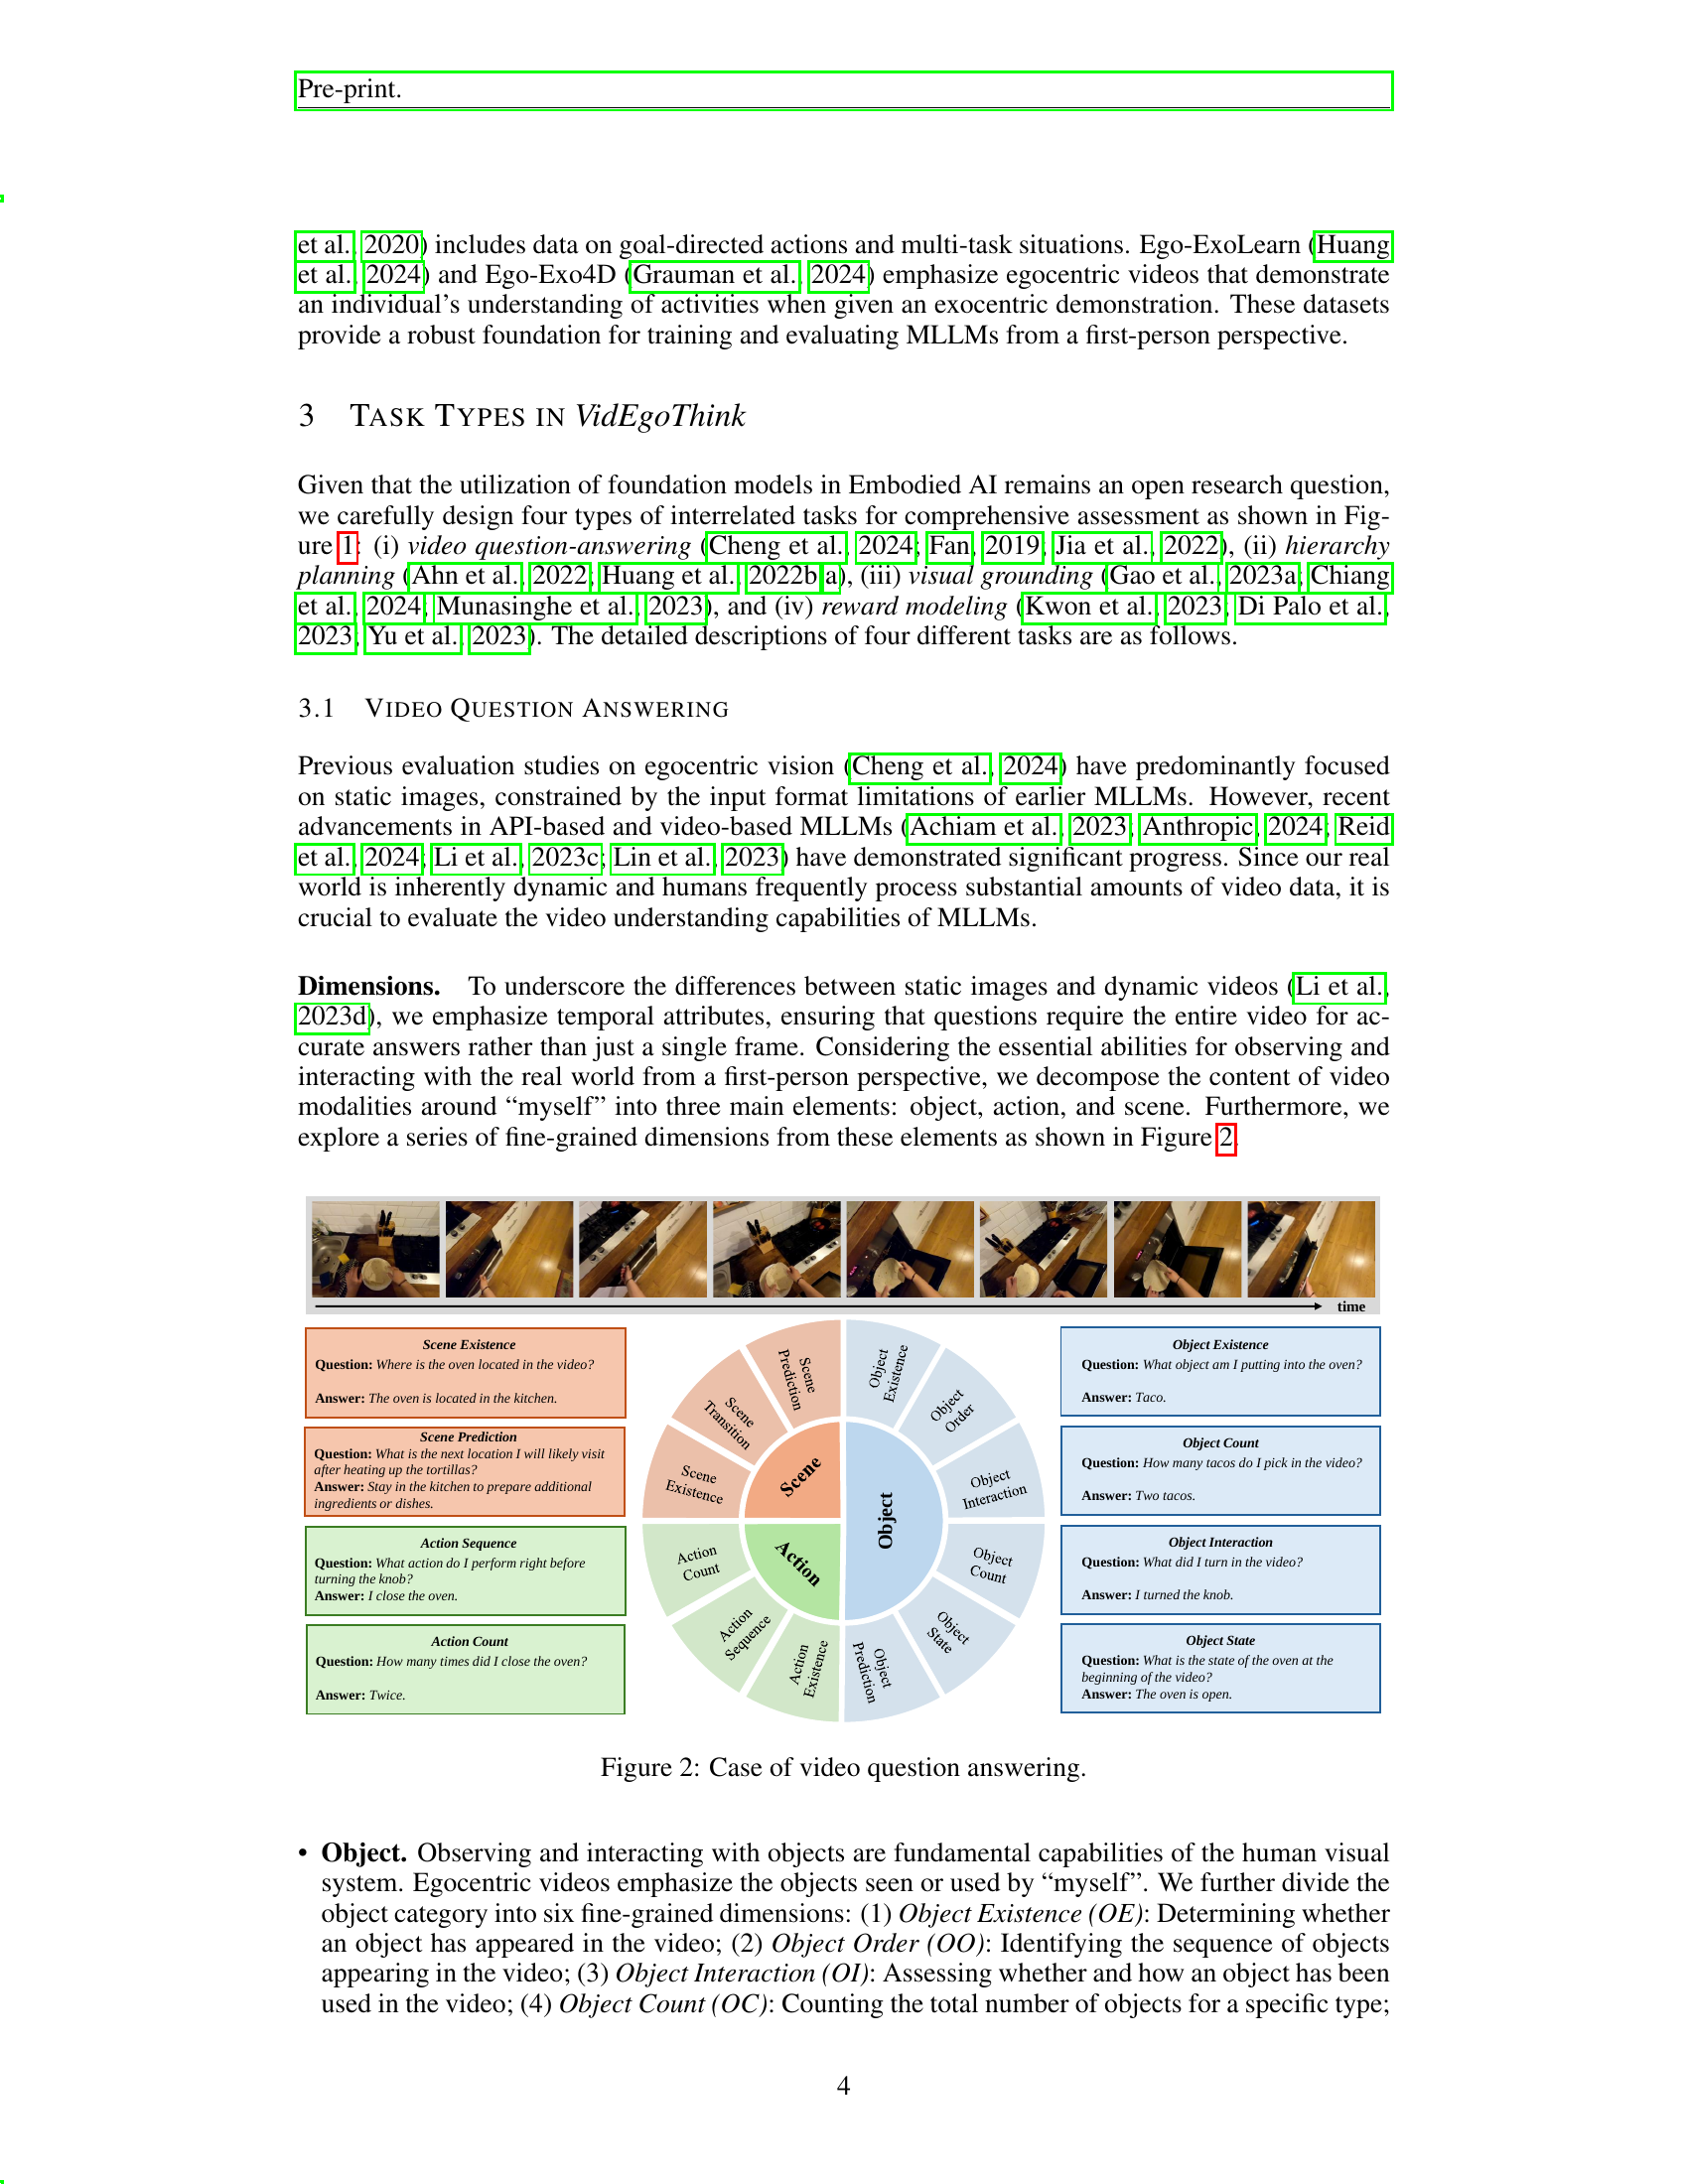 Pre-print.
et al., 2020) includes data on goal-directed actions and multi-task situations. Ego-ExoLearn (Huang
et al., 2024) and Ego-Exo4D (Grauman et al., 2024) emphasize egocentric videos that demonstrate
an individual's understanding of activities when given an exocentric demonstration. These datasets
provide a robust foundation for training and evaluating MLLMs from a first-person perspective.
3 TASK TYPES IN VidEgoThink
Given that the utilization of foundation models in Embodied AI remains an open research question,
we carefully design four types of interrelated tasks for comprehensive assessment as shown in Fig-
ure 1: (i) video question-answering (Cheng et al., 2024; Fan, 2019; Jia et al., 2022), (ii) hierarchy
planning (Ahn et al., 2022; Huang et al., 2022b;a), (iii) visual grounding (Gao et al., 2023a; Chiang
et al., 2024; Munasinghe et al., 2023), and (iv) reward modeling (Kwon et al., 2023; Di Palo et al.,
2023; Yu et al., 2023). The detailed descriptions of four different tasks are as follows.
3.1 VIDEO QUESTION ANSWERING
Previous evaluation studies on egocentric vision (Cheng et al., 2024) have predominantly focused
on static images, constrained by the input format limitations of earlier MLLMs. However, recent
advancements in API-based and video-based MLLMs (Achiam et al., 2023; Anthropic, 2024; Reid
et al., 2024; Li et al., 2023c; Lin et al., 2023) have demonstrated significant progress. Since our real
world is inherently dynamic and humans frequently process substantial amounts of video data, it is
crucial to evaluate the video understanding capabilities of MLLMs.
Dimensions. To underscore the differences between static images and dynamic videos (Li et al.,
2023d), we emphasize temporal attributes, ensuring that questions require the entire video for ac-
curate answers rather than just a single frame. Considering the essential abilities for observing and
interacting with the real world from a first-person perspective, we decompose the content of video
modalities around “myself” into three main elements: object, action, and scene. Furthermore, we
explore a series of fine-grained dimensions from these elements as shown in Figure 2.
time
Scene Existence
Question: Where is the oven located in the video?
Answer: The oven is located in the kitchen.
Scene Prediction
Question: What is the next location I will likely visit
after heating up the tortillas?
Answer: Stay in the kitchen to prepare additional
ingredients or dishes.
Action Sequence
Question: What action do I perform right before
turning the knob?
Answer: I close the oven.
Action Count
Question: How many times did I close the oven?
Answer: Twice.
Scene
Prediction
Scene
Transition
Scene
Existence
Scene
Action
Count
Action
Sequence
Action
Existence
Action
Object
Existence
Object
Order
Object
Interaction
Object
Count
Object
State
Object
Prediction
Object
Object Existence
Question: What object am I putting into the oven?
Answer: Taco.
Object Count
Question: How many tacos do I pick in the video?
Answer: Two tacos.
Object Interaction
Question: What did I turn in the video?
Answer: I turned the knob.
Object State
Question: What is the state of the oven at the
beginning of the video?
Answer: The oven is open.
Figure 2: Case of video question answering.
• Object. Observing and interacting with objects are fundamental capabilities of the human visual
system. Egocentric videos emphasize the objects seen or used by “myself”. We further divide the
object category into six fine-grained dimensions: (1) Object Existence (OE): Determining whether
an object has appeared in the video; (2) Object Order (OO): Identifying the sequence of objects
appearing in the video; (3) Object Interaction (OI): Assessing whether and how an object has been
used in the video; (4) Object Count (OC): Counting the total number of objects for a specific type;
4